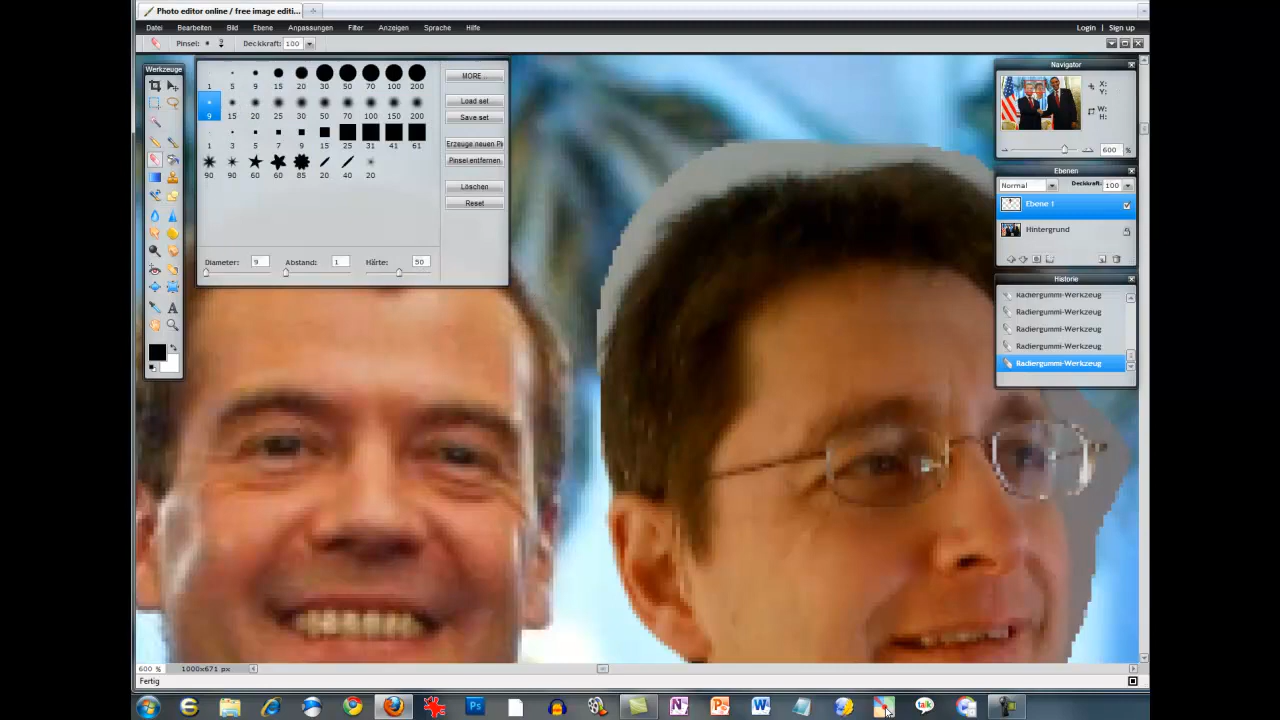 Photo editor online / free image editi...
Datei Bearbeiten Bild Ebene Anpassungen Filter Anzeigen Sprache Hilfe
Login | Sign up
Pinsel: 9 Deckkraft: 100
Werkzeuge
1 5 9 15 20 30 50 70 100 200
9 15 20 25 30 50 70 100 150 200
1 3 5 7 9 15 25 31 41 61
90 90 60 60 85 20 40 20
MORE...
Load set
Save set
Erzeuge neuen Pi
Pinsel entfernen
Löschen
Reset
Diameter: 9 Abstand: 1 Härte: 50
Navigator
X:
Y:
W:
H:
600 %
Ebenen
Normal Deckkraft: 100
Ebene 1
Hintergrund
Historie
Radiergummi-Werkzeug
Radiergummi-Werkzeug
Radiergummi-Werkzeug
Radiergummi-Werkzeug
Radiergummi-Werkzeug
600 % 1000x671 px
Fertig
Ps
talk